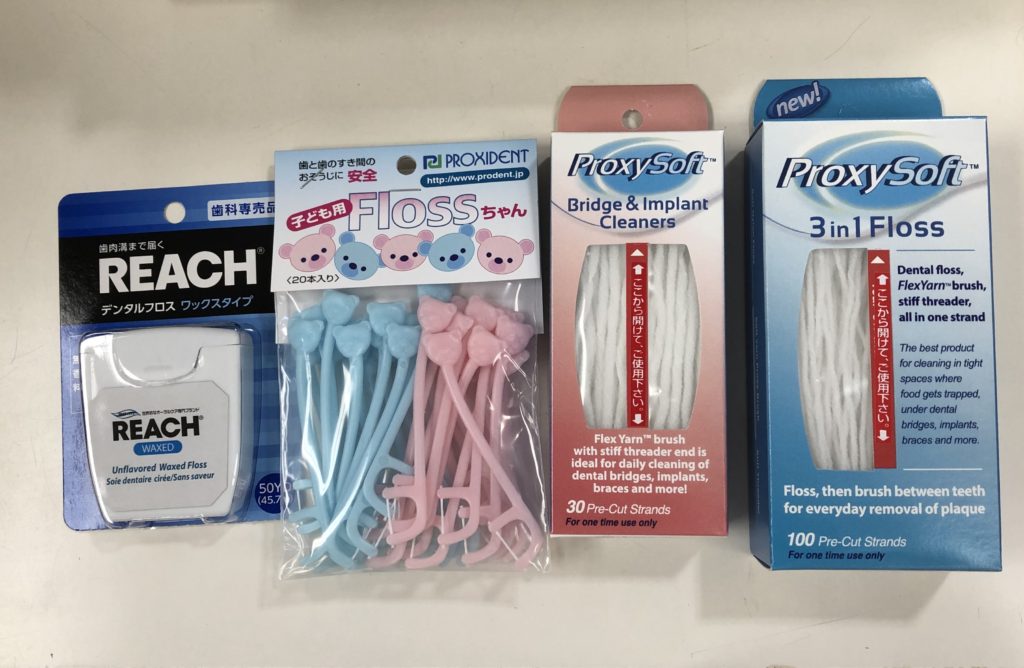 歯科専売品
歯肉溝まで届く
REACH®
デンタルフロス ワックスタイプ
REACH
WAXED
Unflavored Waxed Floss
Soie dentaire cirée/Sans saveur
歯と歯のすき間の
おそうじに 安全
PROXIDENT
http://www.prodent.jp
子ども用
Flossちゃん
〈20本入り〉
ProxySoft™
Bridge & Implant
Cleaners
ここから開けて、ご使用下さい。
Flex Yarn™ brush
with stiff threader end is
ideal for daily cleaning of
dental bridges, implants,
braces and more!
30 Pre-Cut Strands
For one time use only
new!
ProxySoft™
3 in 1 Floss
Dental floss,
FlexYarn™ brush,
stiff threader,
all in one strand
ここから開けて、ご使用下さい。
The best product
for cleaning in tight
spaces where
food gets trapped,
under dental
bridges, implants,
braces and more.
Floss, then brush between teeth
for everyday removal of plaque
100 Pre-Cut Strands
For one time use only